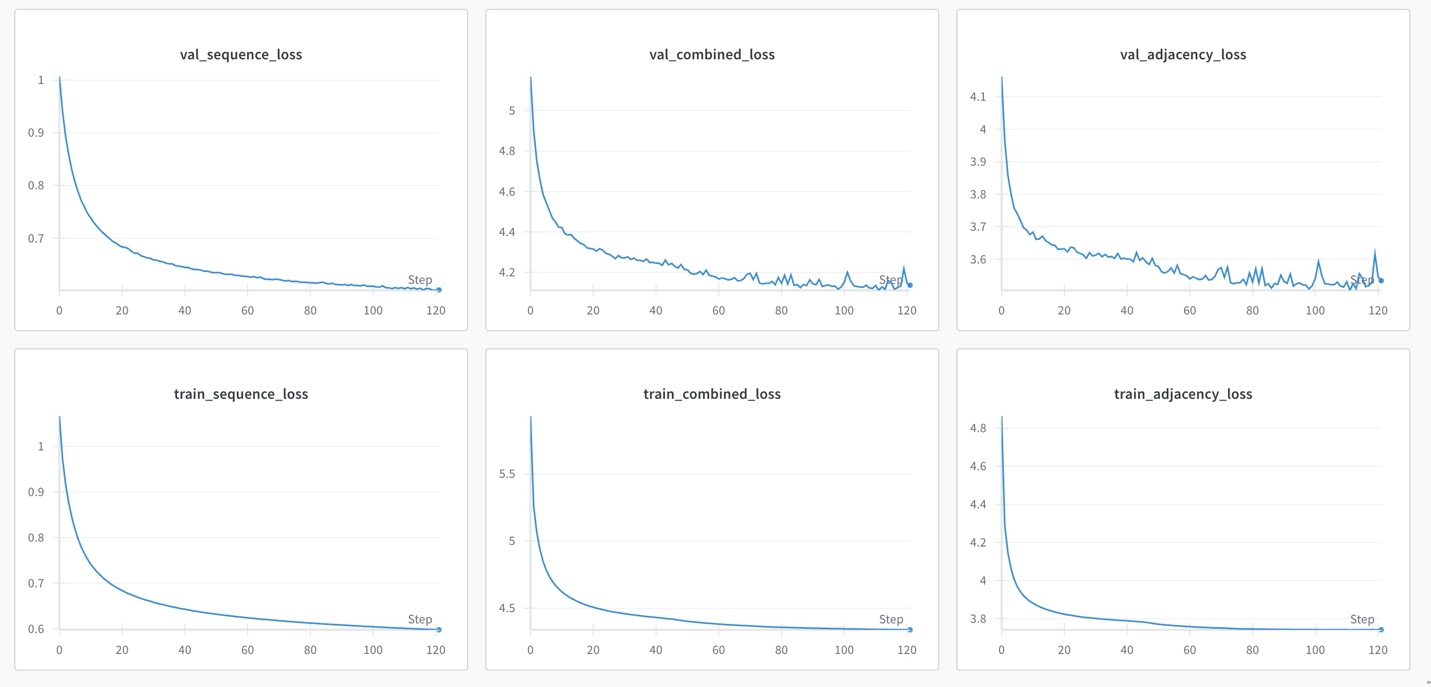 val_sequence_loss
1
0.9
0.8
0.7
Step
0 20 40 60 80 100 120
val_combined_loss
5
4.8
4.6
4.4
4.2
Step
0 20 40 60 80 100 120
val_adjacency_loss
4.1
4
3.9
3.8
3.7
3.6
Step
0 20 40 60 80 100 120
train_sequence_loss
1
0.9
0.8
0.7
0.6
Step
0 20 40 60 80 100 120
train_combined_loss
5.5
5
4.5
Step
0 20 40 60 80 100 120
train_adjacency_loss
4.8
4.6
4.4
4.2
4
3.8
Step
0 20 40 60 80 100 120